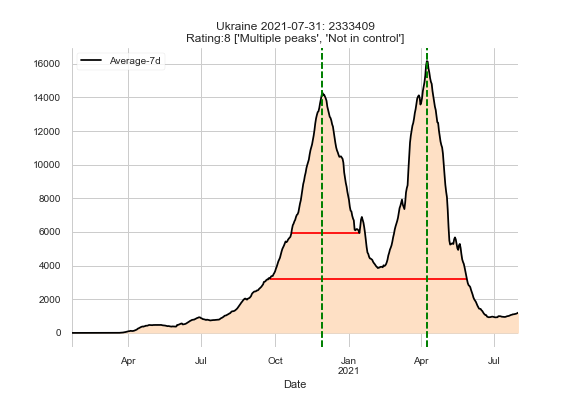 Ukraine 2021-07-31: 2333409
Rating:8 ['Multiple peaks', 'Not in control']
Average-7d
16000
14000
12000
10000
8000
6000
4000
2000
0
Apr Jul Oct Jan Apr Jul
2021
Date